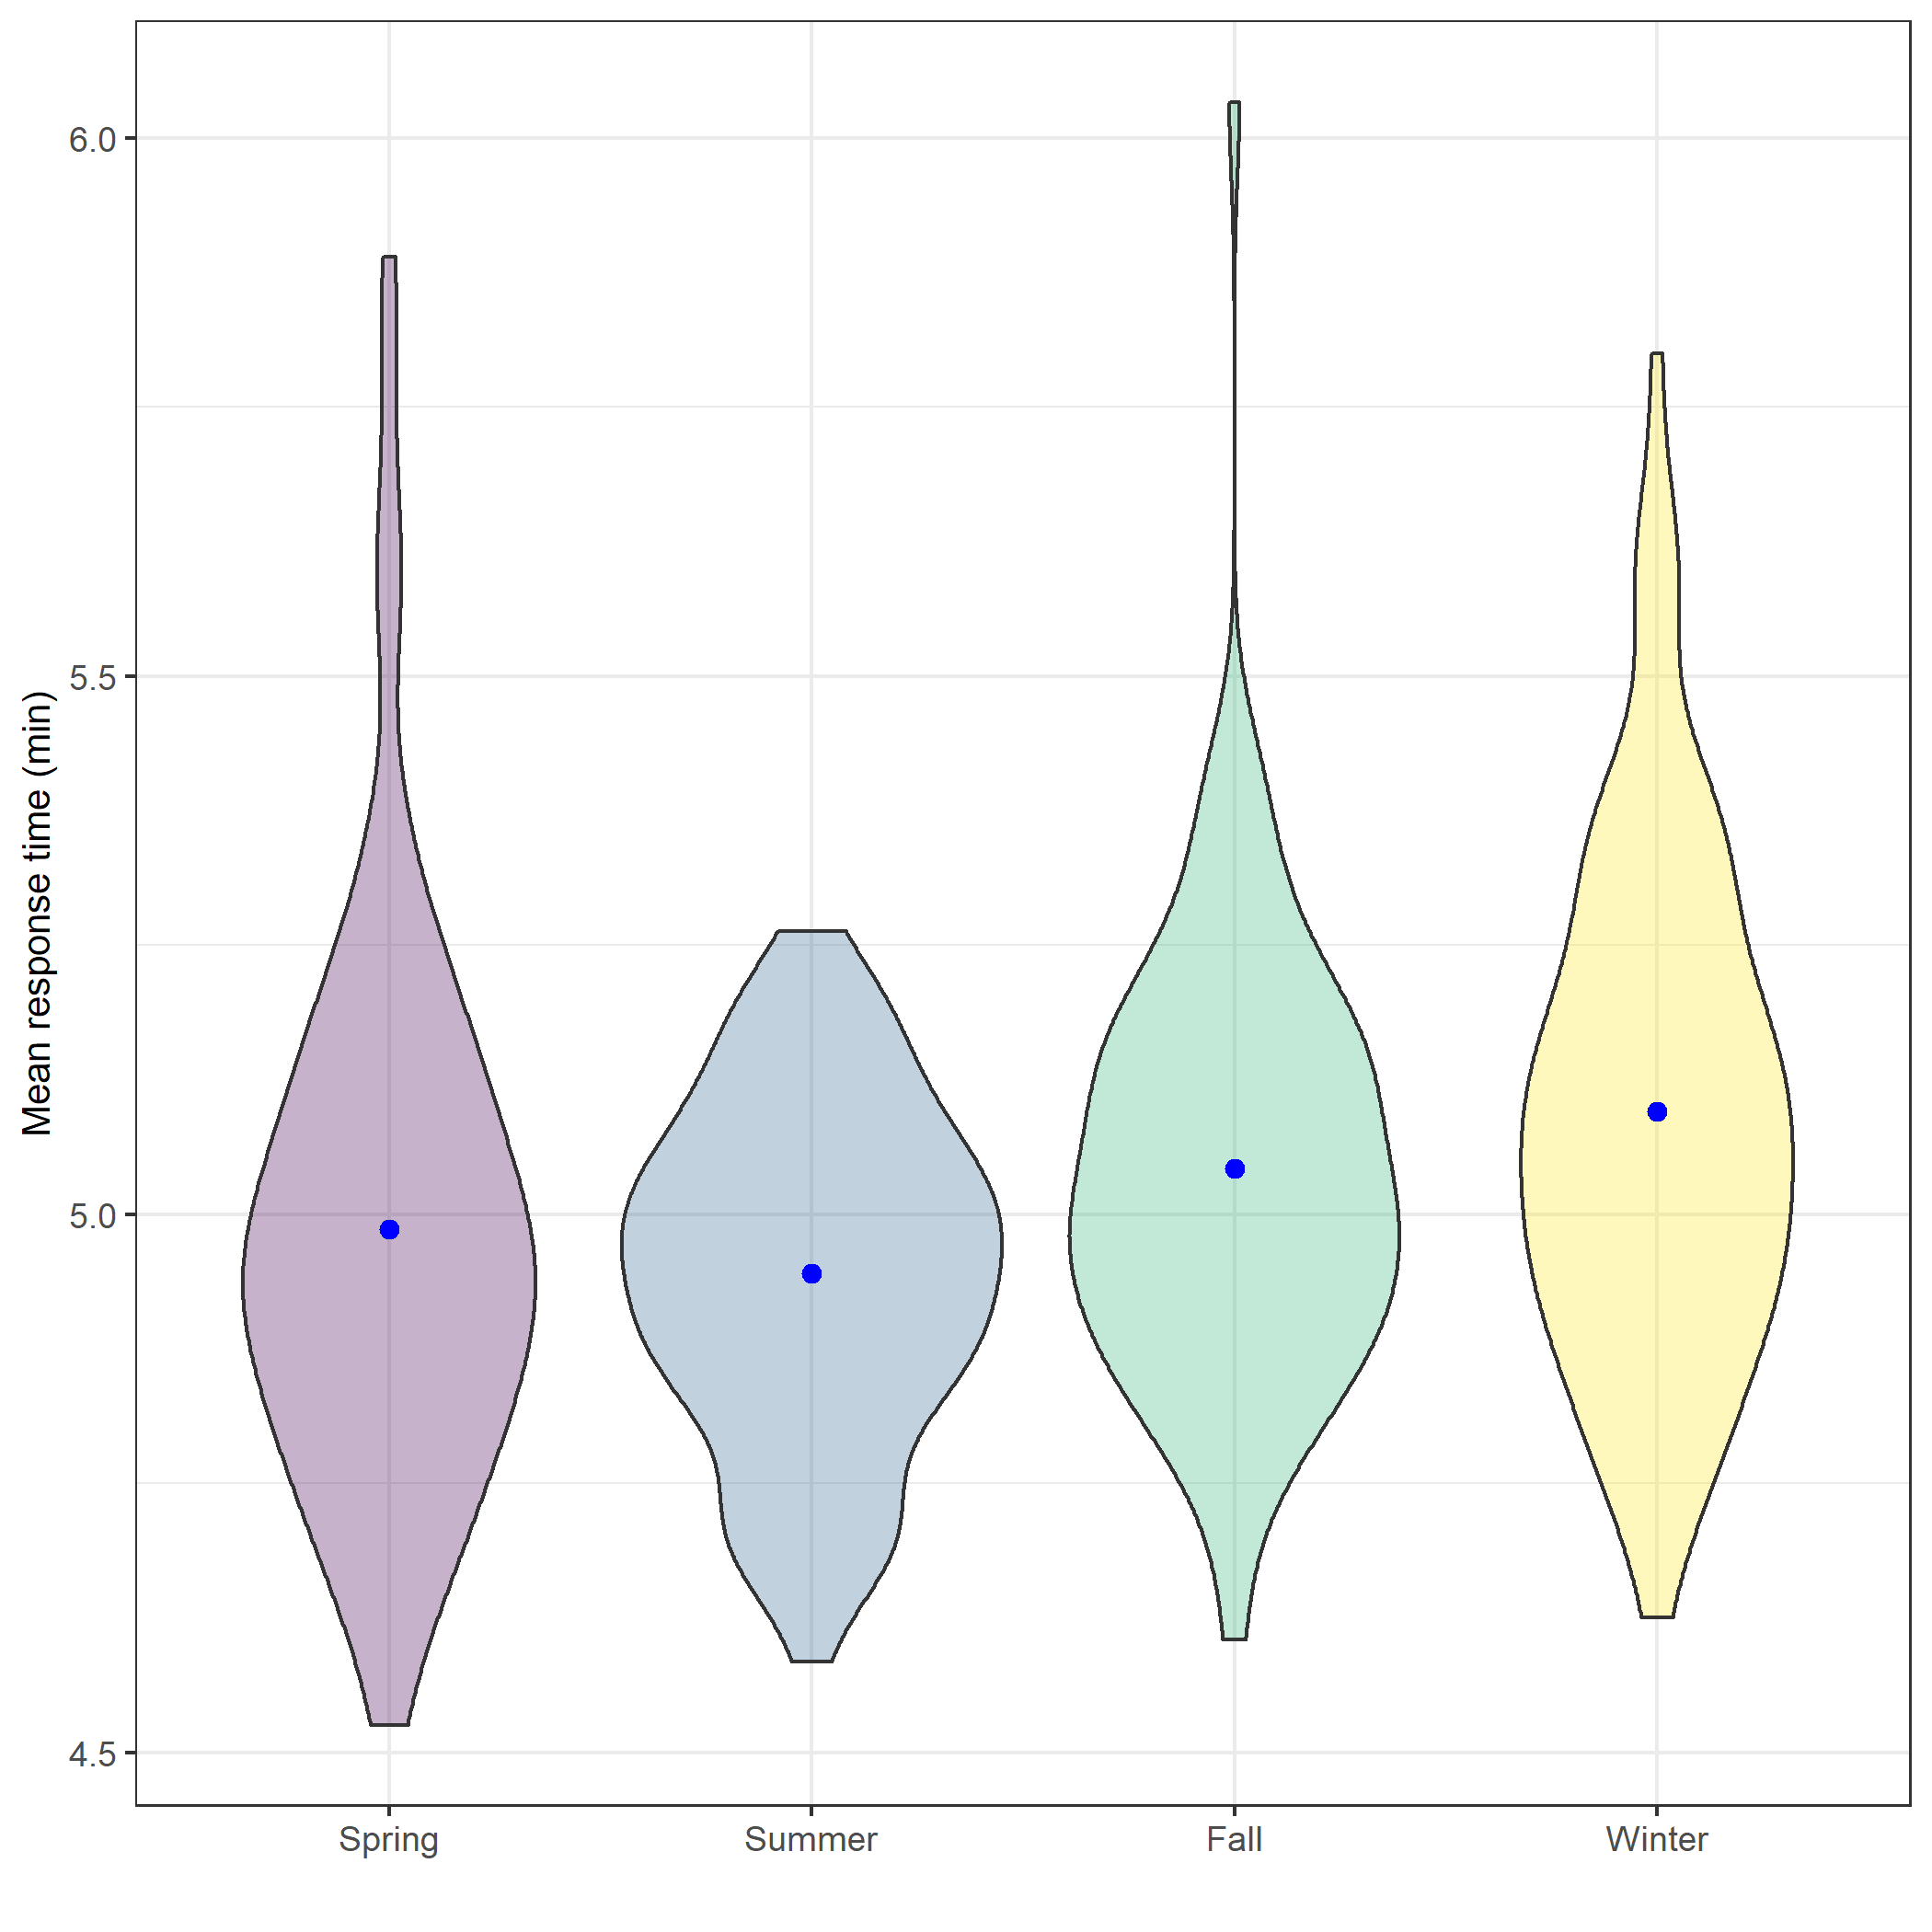 Mean response time (min)
6.0
5.5
5.0
4.5
Spring
Summer
Fall
Winter